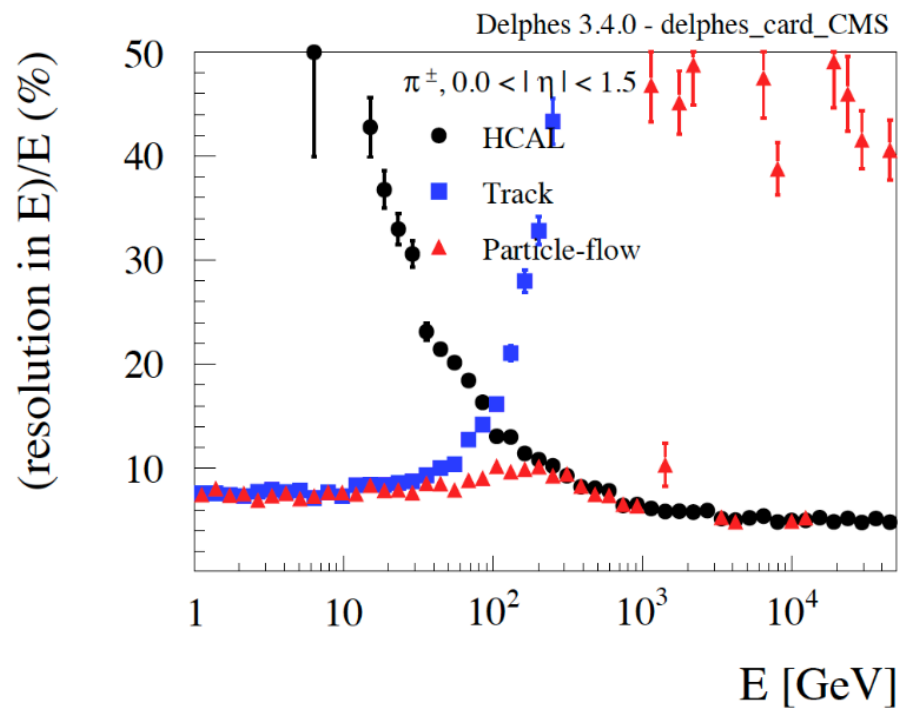 Delphes 3.4.0 - delphes_card_CMS
(resolution in E)/E (%)
50
40
30
20
10
π±, 0.0 < | η | < 1.5
HCAL
Track
Particle-flow
1
10
10²
10³
10⁴
E [GeV]